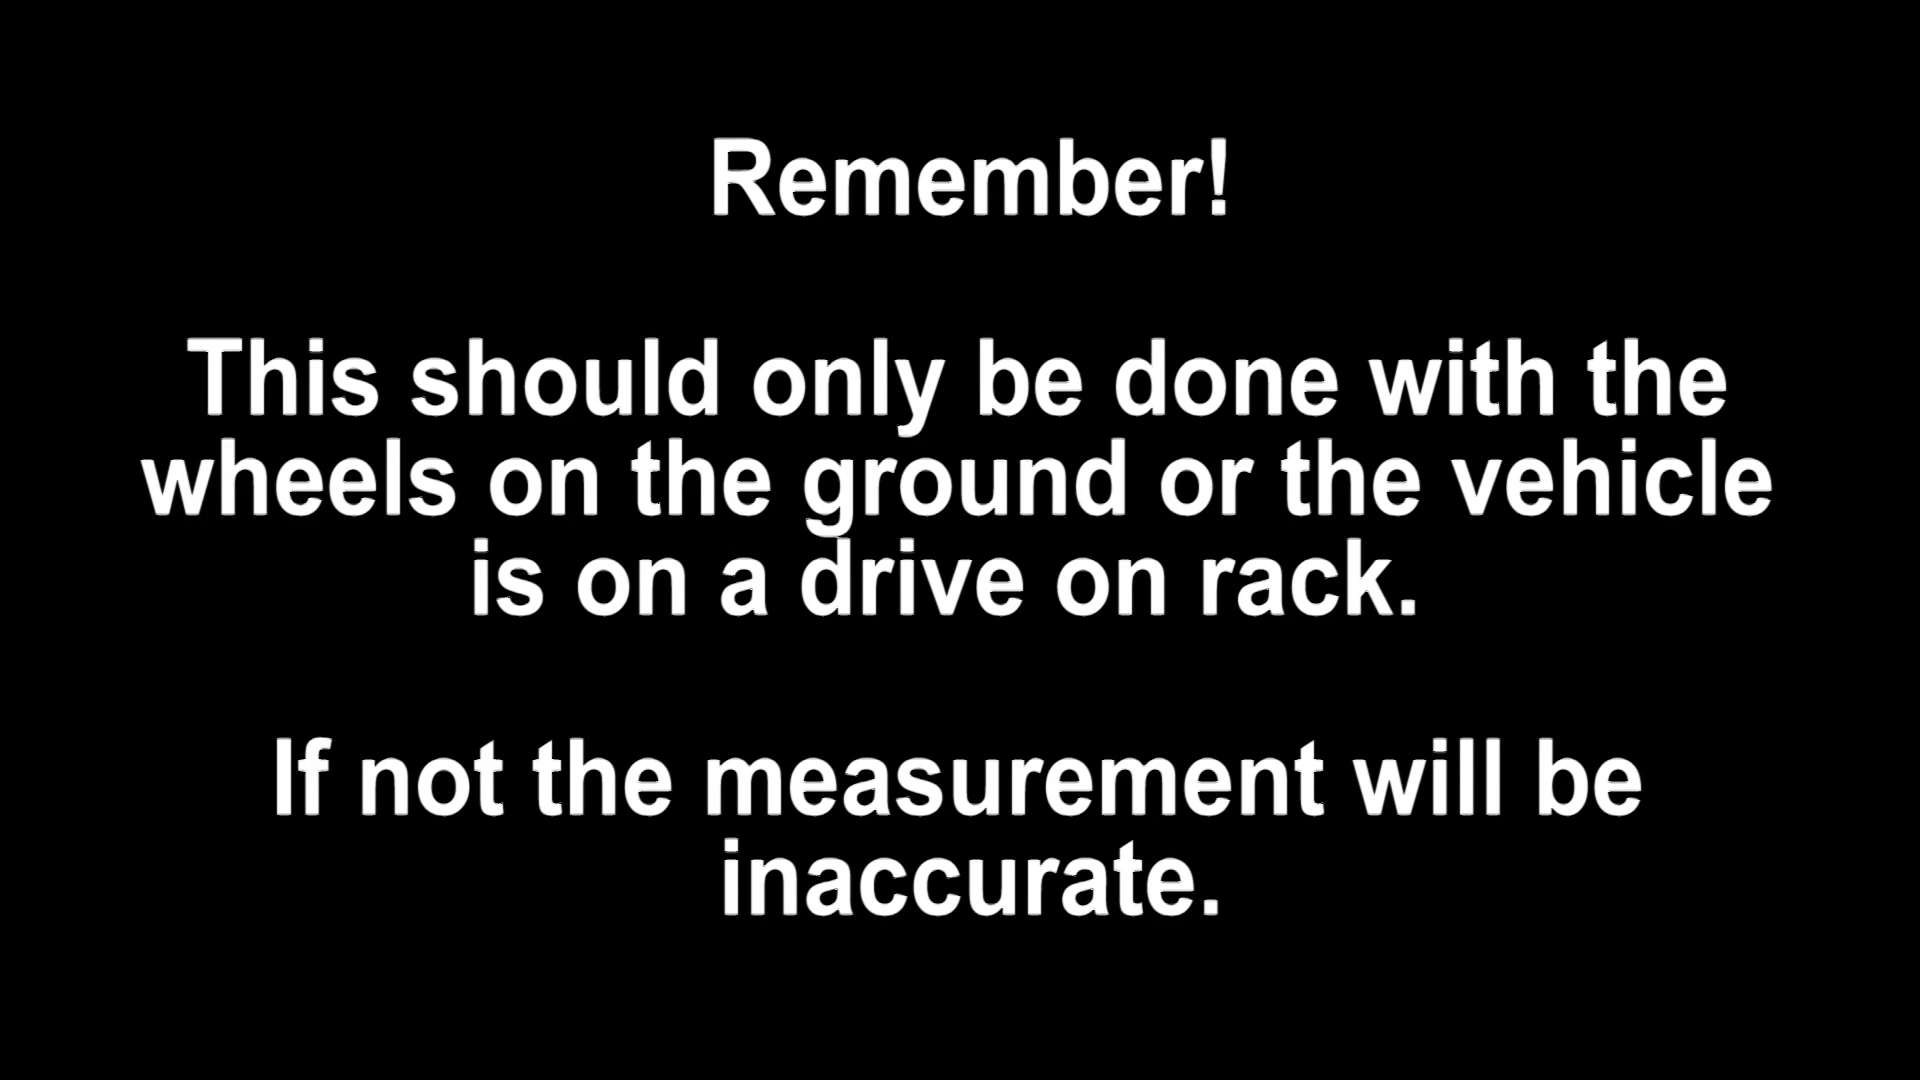 Remember!
This should only be done with the
wheels on the ground or the vehicle
is on a drive on rack.
If not the measurement will be
inaccurate.